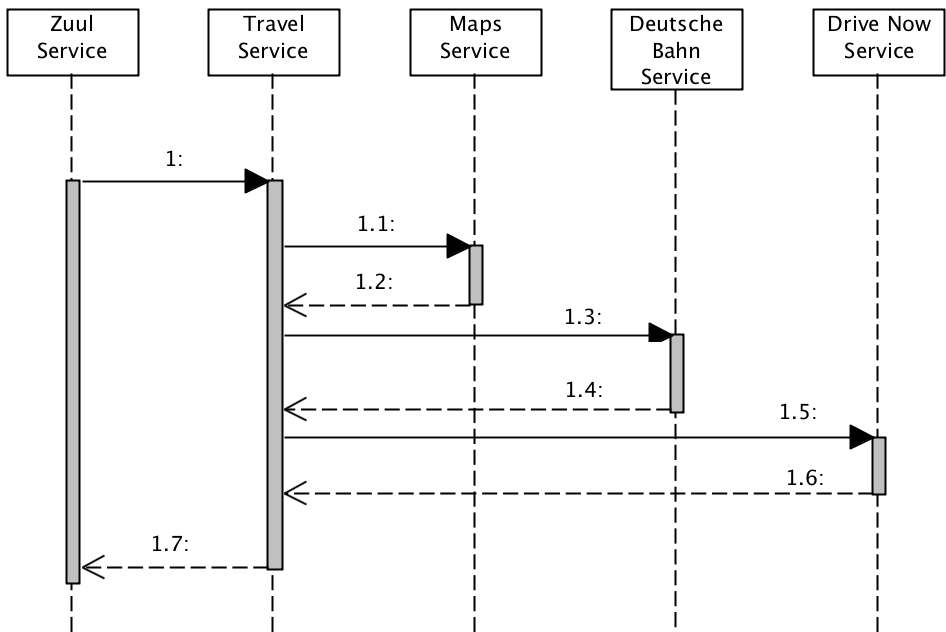 Zuul
Service
Travel
Service
Maps
Service
Deutsche
Bahn
Service
Drive Now
Service
1:
1.1:
1.2:
1.3:
1.4:
1.5:
1.6:
1.7: